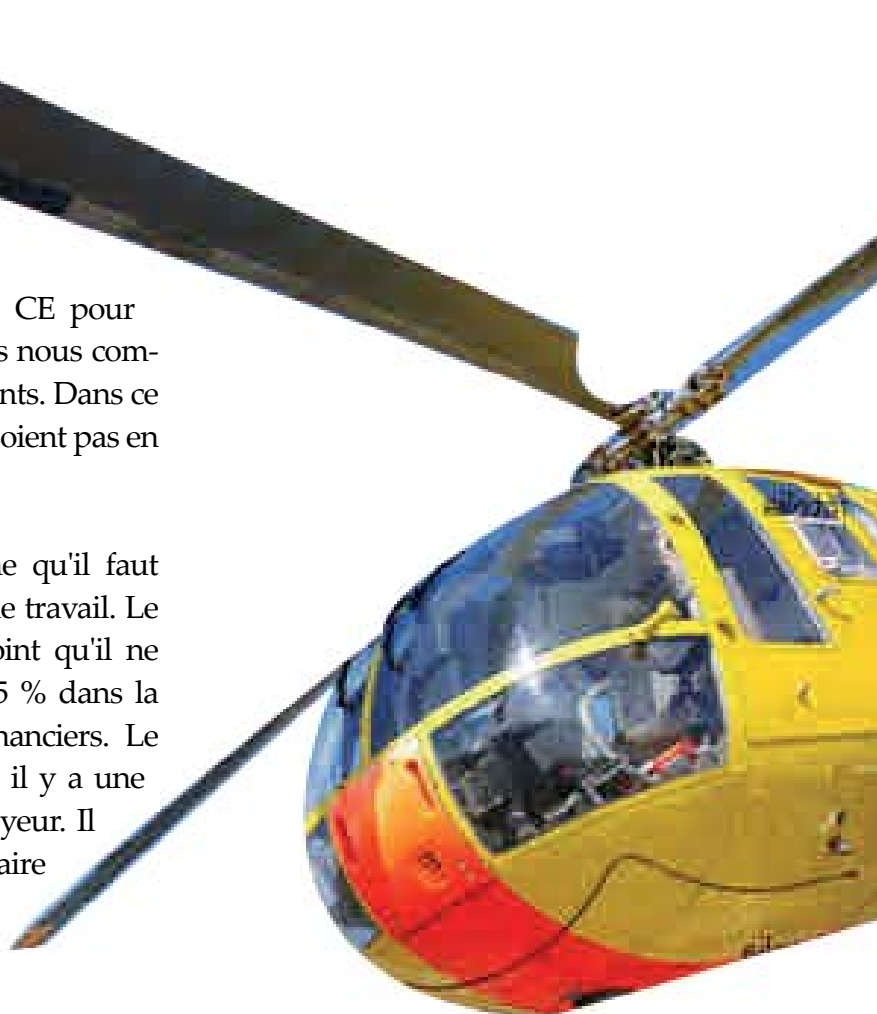 CE pour
s nous com-
nts. Dans ce
oient pas en
ne qu'il faut
e travail. Le
oint qu'il ne
5 % dans la
nanciers. Le
il y a une
yeur. Il
aire